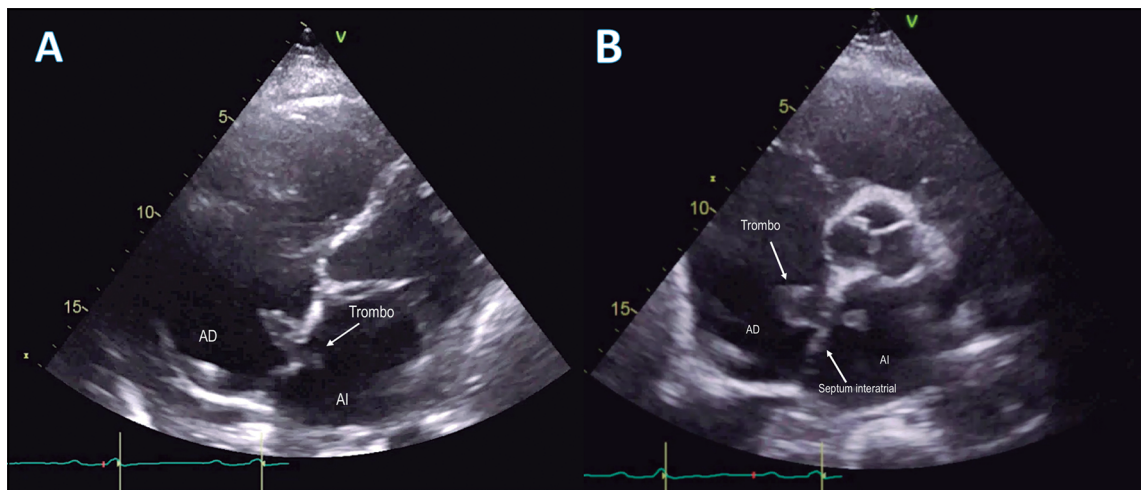 A
V
5
10
15
Trombo
AD
AI
B
V
5
10
15
Trombo
AD
AI
Septum interatrial